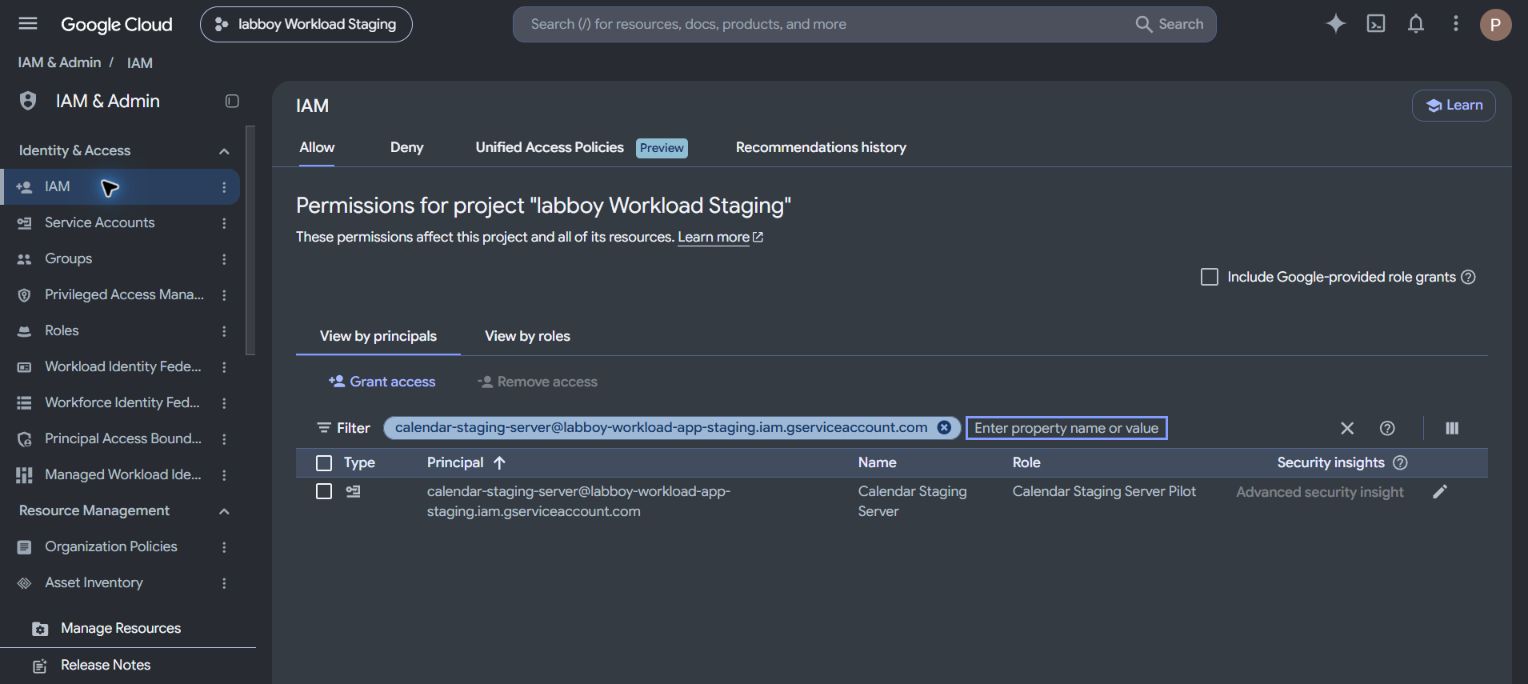 Google Cloud
labboy Workload Staging
Search (/) for resources, docs, products, and more
Search
P
IAM & Admin / IAM
IAM & Admin
Identity & Access
IAM
Service Accounts
Groups
Privileged Access Mana...
Roles
Workload Identity Fede...
Workforce Identity Fed...
Principal Access Bound...
Managed Workload Ide...
Resource Management
Organization Policies
Asset Inventory
Manage Resources
Release Notes
IAM
Learn
Allow
Deny
Unified Access Policies
Preview
Recommendations history
Permissions for project "labboy Workload Staging"
These permissions affect this project and all of its resources. Learn more
Include Google-provided role grants
View by principals
View by roles
Grant access
Remove access
Filter
calendar-staging-server@labboy-workload-app-staging.iam.gserviceaccount.com
Enter property name or value
Type
Principal
Name
Role
Security insights
calendar-staging-server@labboy-workload-app-
staging.iam.gserviceaccount.com
Calendar Staging
Server
Calendar Staging Server Pilot
Advanced security insight